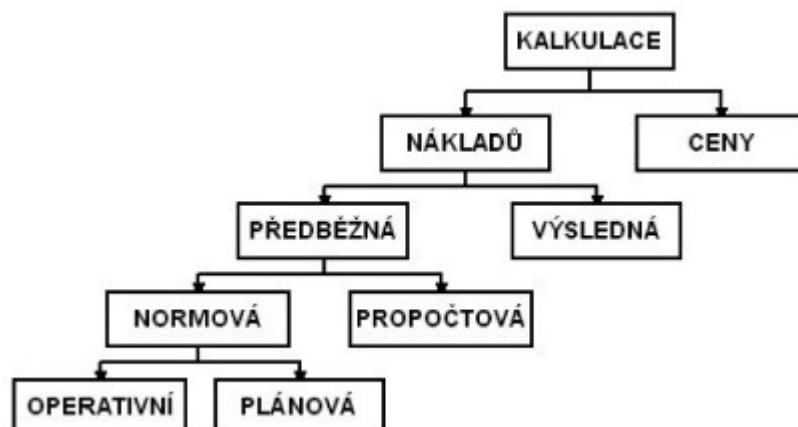 KALKULACE
NÁKLADŮ
CENY
PŘEDBĚŽNÁ
VÝSLEDNÁ
NORMOVÁ
PROPOČTOVÁ
OPERATIVNÍ
PLÁNOVÁ